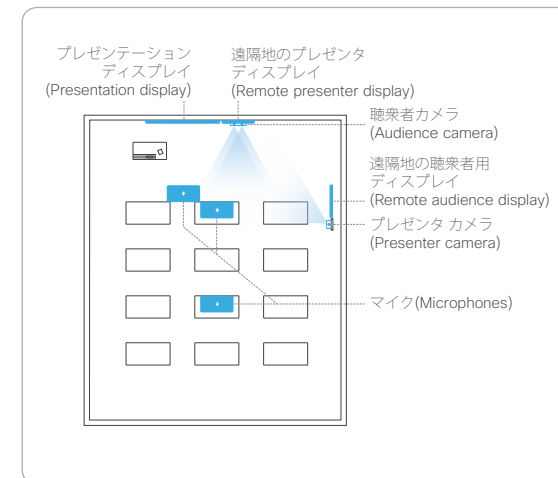 プレゼンテーション
ディスプレイ
(Presentation display)
遠隔地のプレゼンタ
ディスプレイ
(Remote presenter display)
聴衆者カメラ
(Audience camera)
遠隔地の聴衆者用
ディスプレイ
(Remote audience display)
プレゼンタ カメラ
(Presenter camera)
マイク(Microphones)